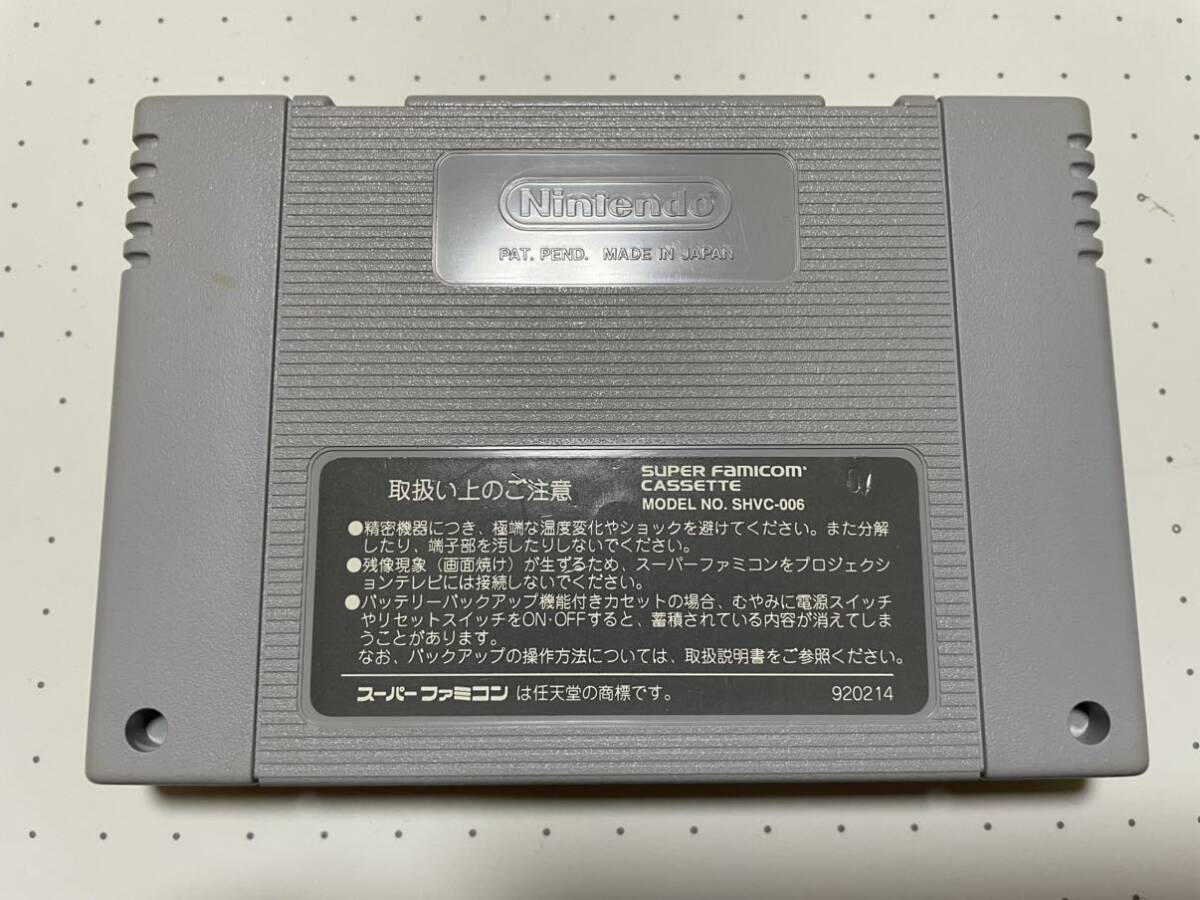 Nintendo
PAT. PEND. MADE IN JAPAN
取扱い上のご注意
SUPER FAMICOM
CASSETTE
MODEL NO. SHVC-006
●精密機器につき、極端な温度変化やショックを避けてください。また分解
したり、端子部を汚したりしないでください。
●残像現象（画面焼け）が生ずるため、スーパーファミコンをプロジェクシ
ョンテレビには接続しないでください。
●バッテリーバックアップ機能付きカセットの場合、むやみに電源スイッチ
やリセットスイッチをON･OFFすると、蓄積されている内容が消えてしま
うことがあります。
なお、バックアップの操作方法については、取扱説明書をご参照ください。
スーパーファミコン は任天堂の商標です。
920214